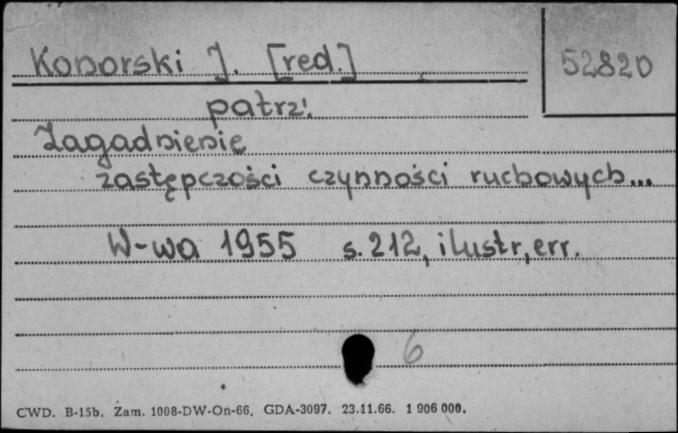 Konorski J. [red.]
52820
patrz:
Zagadnienie
zastępczości czynności ruchowych...
W-wa 1955 s. 212, ilustr, err.
6
CWD. B-15b. Zam. 1008-DW-On-66. GDA-3097. 23.11.66. 1 906 000.